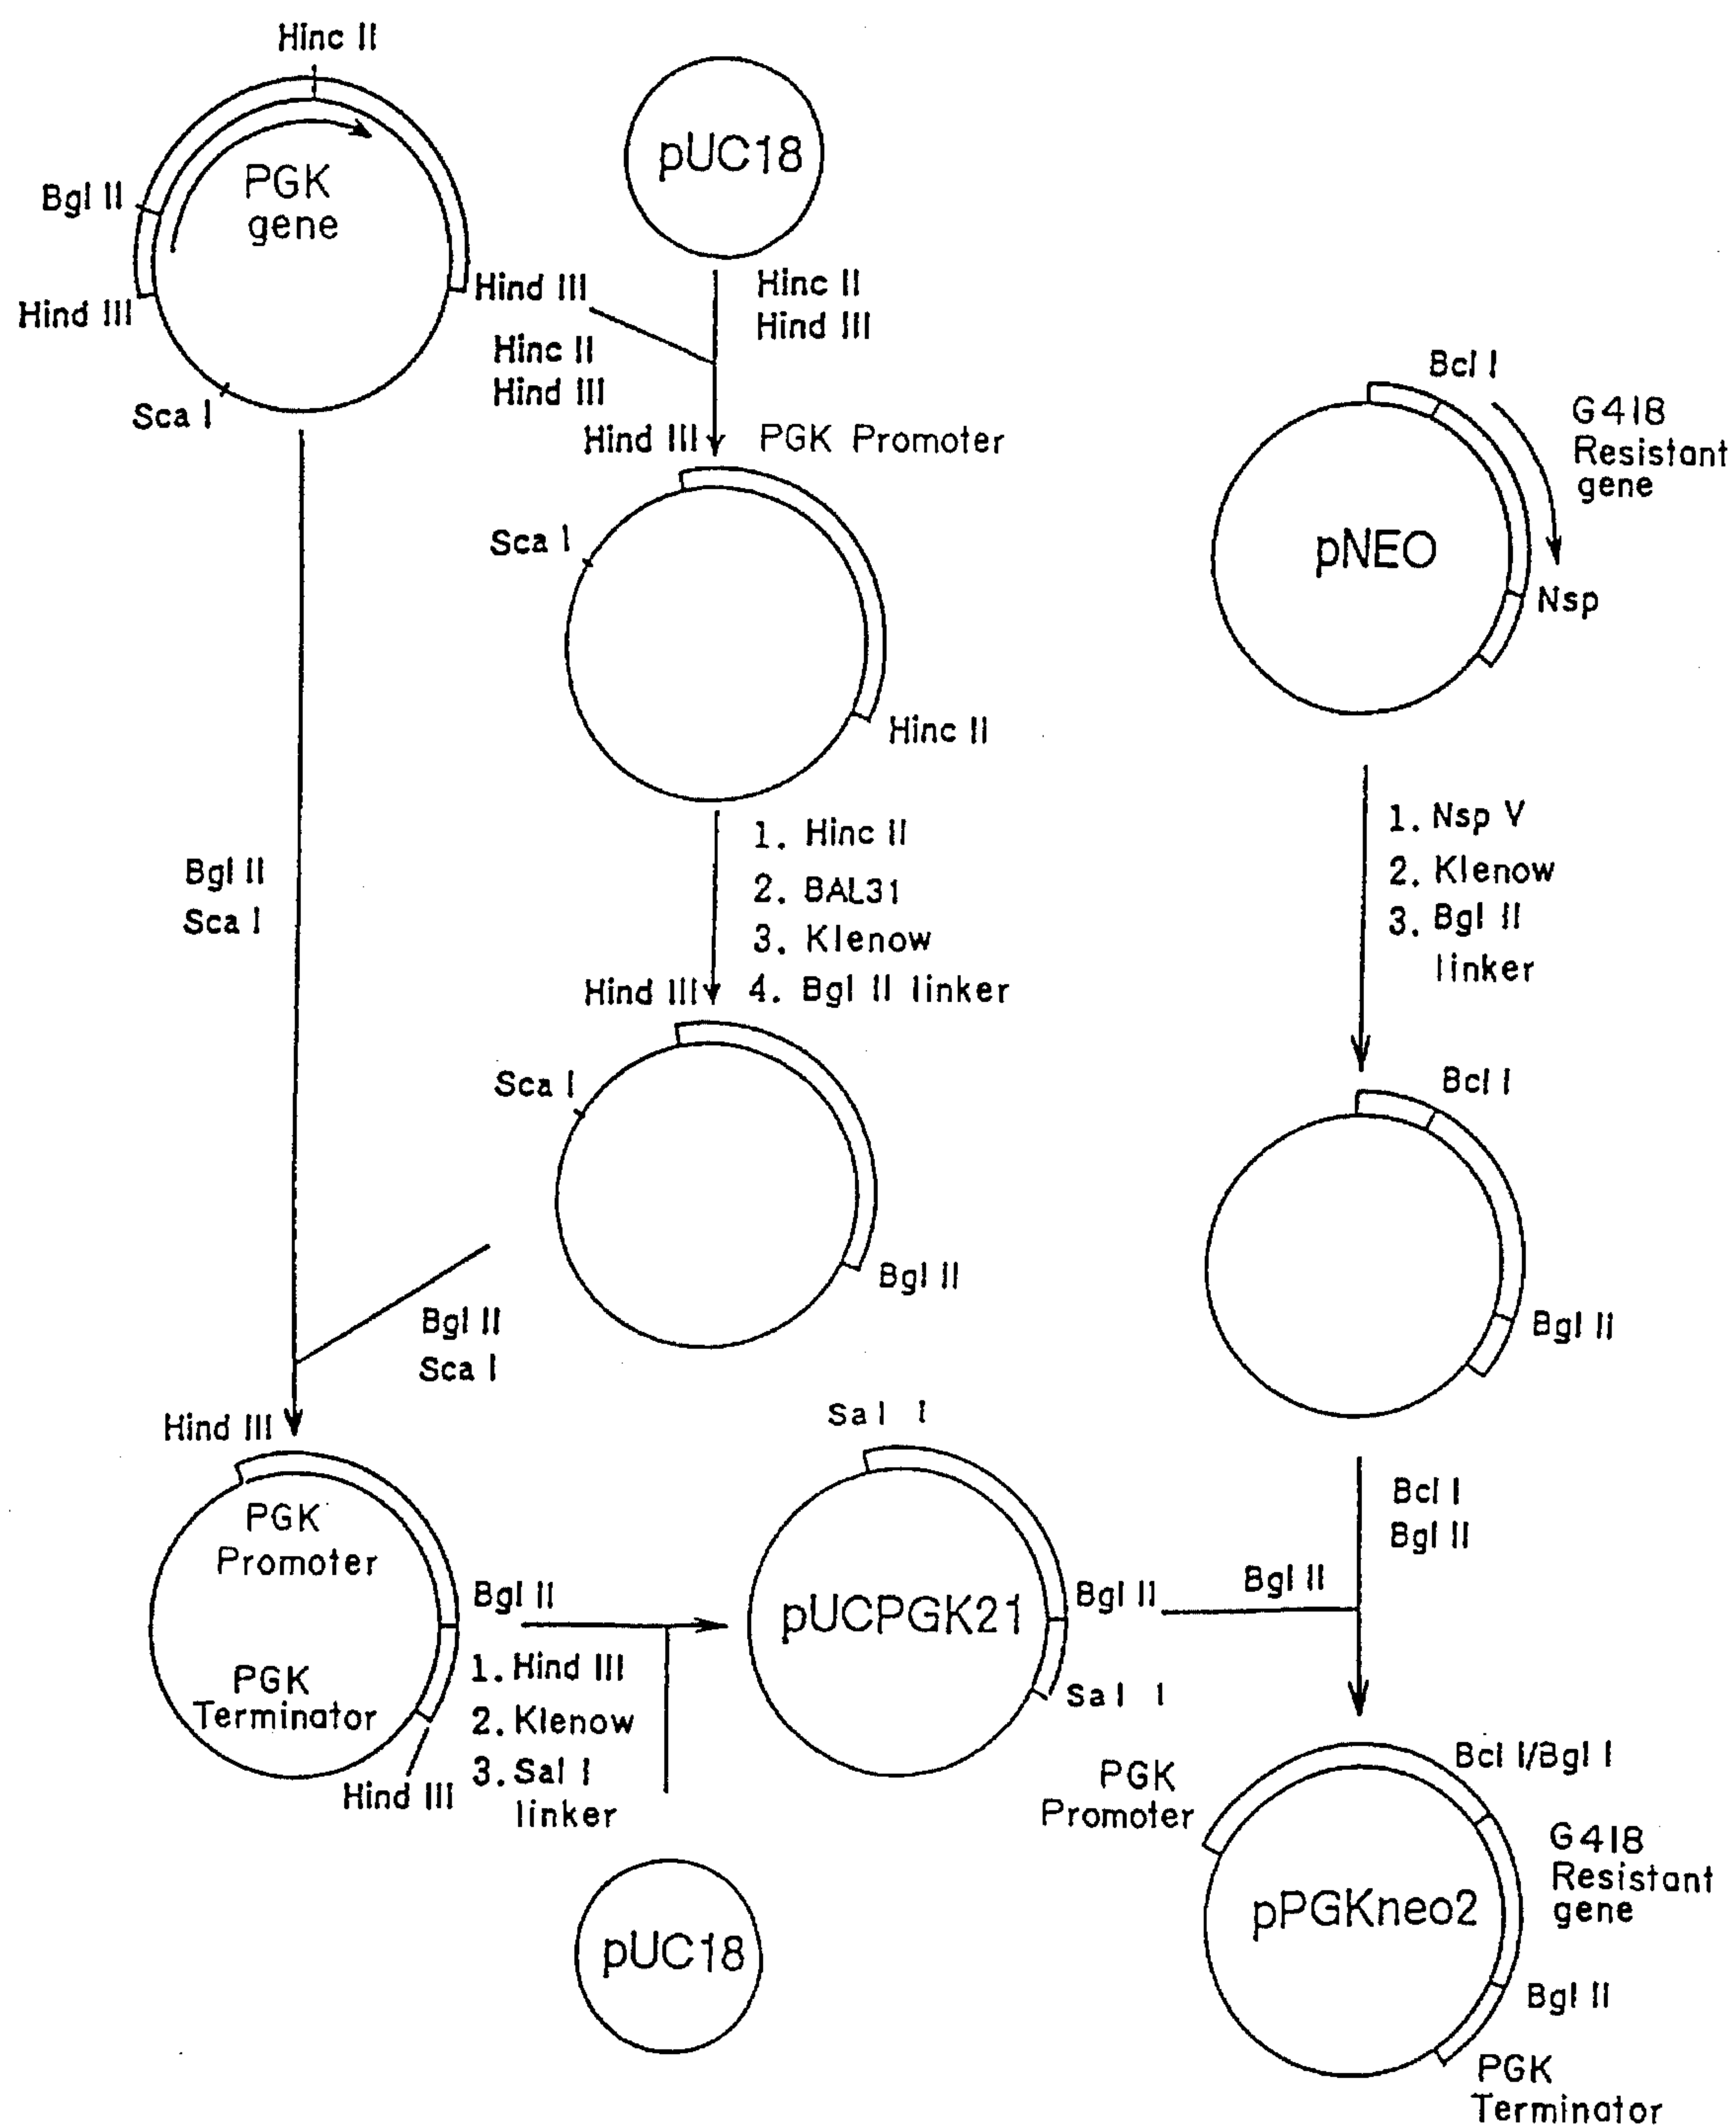 Hinc II
pUC18
Bgl II
PGK
gene
Hind III
Hind III
Sca I
Hinc II
Hind III
Hinc II
Hind III
Hind III
PGK Promoter
Sca I
Hinc II
Bcl I
G418
Resistant
gene
pNEO
Nsp
Bgl II
Sca I
1. Hinc II
2. BAL31
3. Klenow
4. Bgl II linker
1. Nsp V
2. Klenow
3. Bgl II
linker
Hind III
Sca I
Bgl II
Bcl I
Bgl II
Bgl II
Sca I
Hind III
PGK
Promoter
PGK
Terminator
Bgl II
Hind III
1. Hind III
2. Klenow
3. Sal I
linker
pUC18
Sal I
pUCPGK21
Bgl II
Sal I
Bgl II
Bcl I
Bgl II
PGK
Promoter
Bcl I/Bgl I
G418
Resistant
gene
pPGKneo2
Bgl II
PGK
Terminator